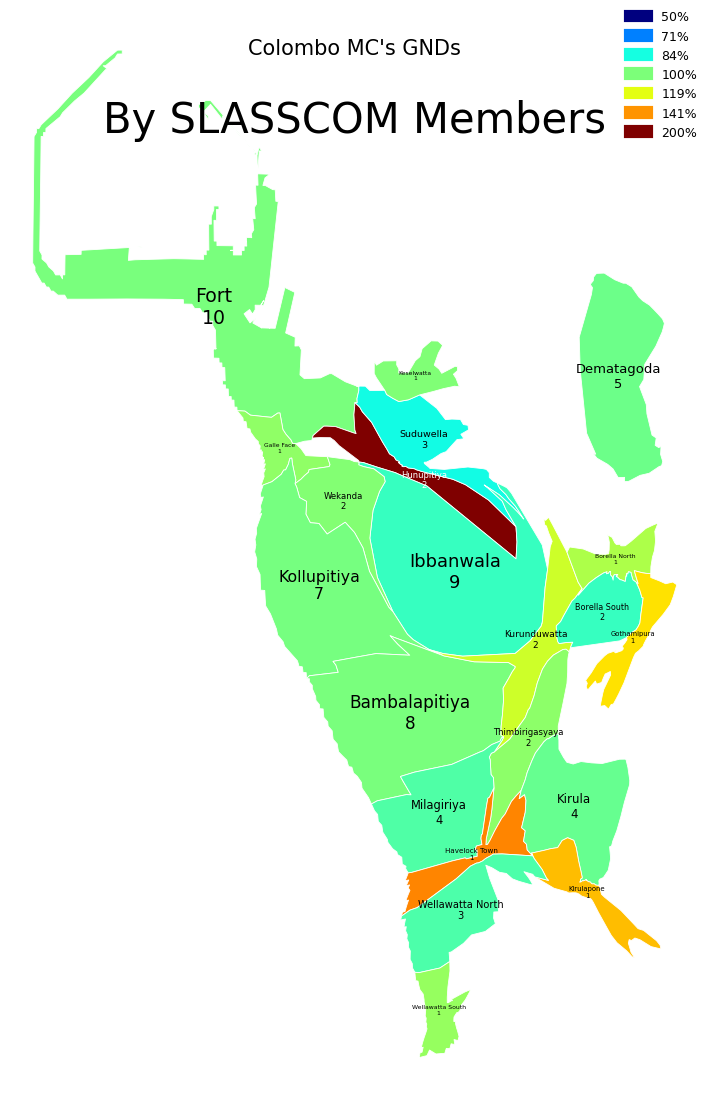 Colombo MC's GNDs
By SLASSCOM Members
50%
71%
84%
100%
119%
141%
200%
Fort
10
Keselwatta
1
Dematagoda
5
Suduwella
3
Galle Face
1
Hunupitiya
Wekanda
2
Ibbanwala
9
Kollupitiya
7
Borella North
1
Borella South
2
Gothamipura
1
Kurunduwatta
2
Bambalapitiya
8
Thimbirigasyaya
2
Milagiriya
4
Kirula
4
Havelock Town
1
Kirulapone
1
Wellawatta North
3
Wellawatta South
1